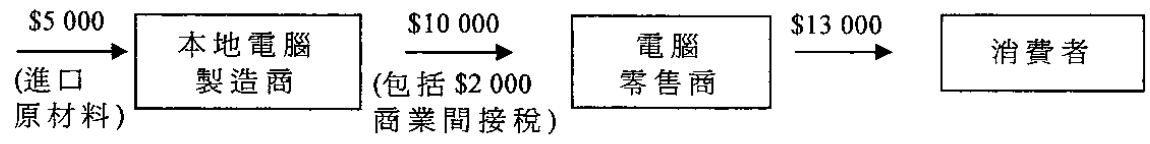 $5 000
(進口
原材料)
本地電腦
製造商
$10 000
(包括 $2 000
商業間接稅)
電腦
零售商
$13 000
消費者